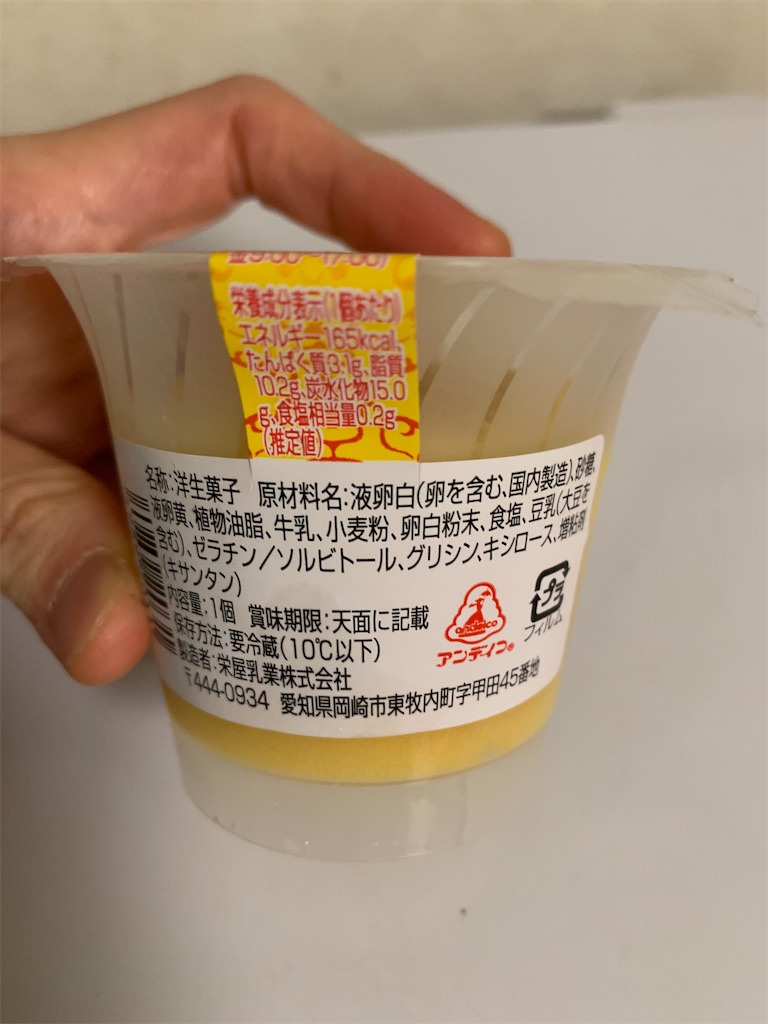 金9:00〜17:00)
栄養成分表示(1個あたり)
エネルギー165kcal、
たんぱく質3.1g、脂質
10.2g、炭水化物15.0
g、食塩相当量0.2g
(推定値)
名称:洋生菓子 原材料名:液卵白(卵を含む、国内製造)、砂糖、
液卵黄、植物油脂、牛乳、小麦粉、卵白粉末、食塩、豆乳(大豆を
含む)、ゼラチン/ソルビトール、グリシン、キシロース、増粘剤
(キサンタン)
内容量:1個 賞味期限:天面に記載
保存方法:要冷蔵(10℃以下)
製造者:栄屋乳業株式会社
〒444-0934 愛知県岡崎市東牧内町字甲田45番地
andeico
アンデイコ®
プラ
フィルム